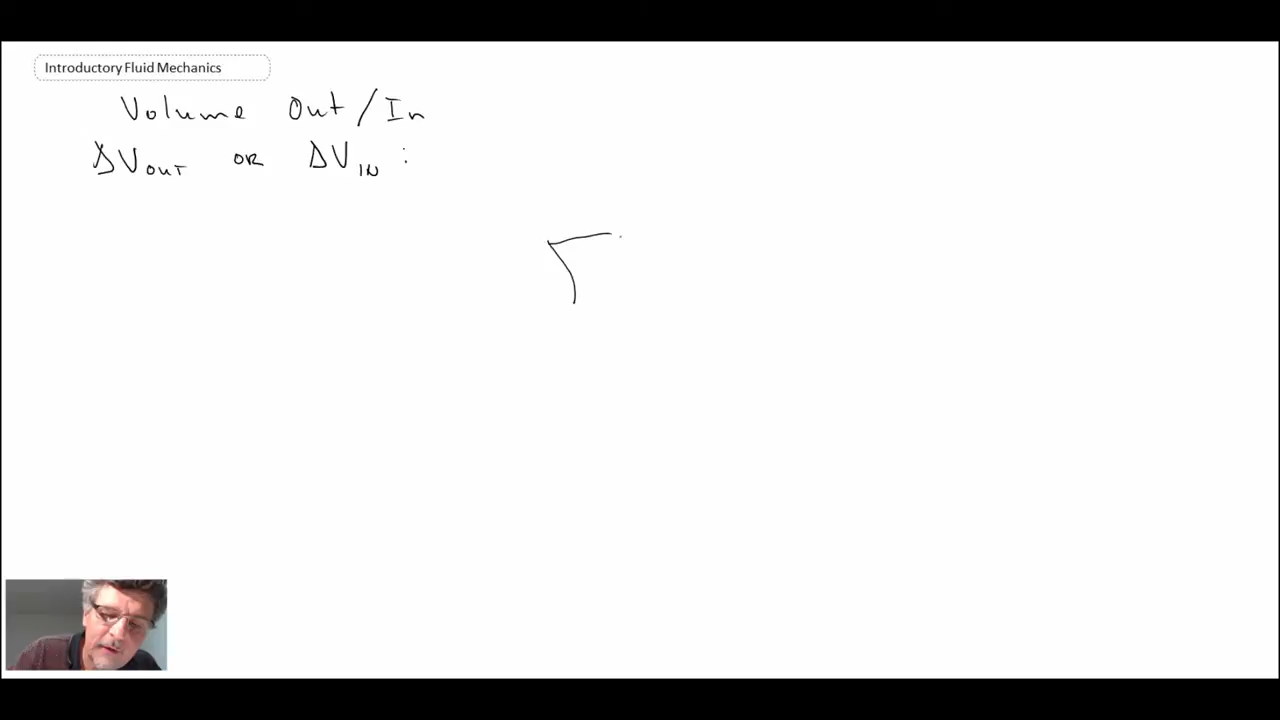 Introductory Fluid Mechanics
Volume Out/In
ΔV_OUT OR ΔV_IN :